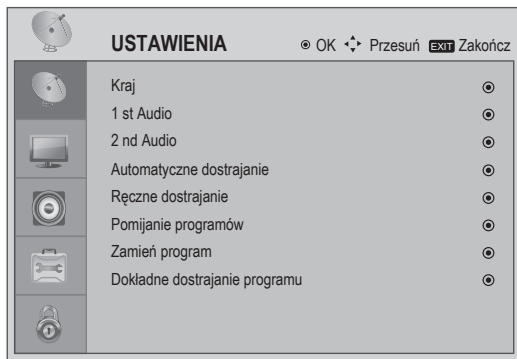 USTAWIENIA OK Przesuń EXIT Zakończ
Kraj
1 st Audio
2 nd Audio
Automatyczne dostrajanie
Ręczne dostrajanie
Pomijanie programów
Zamień program
Dokładne dostrajanie programu